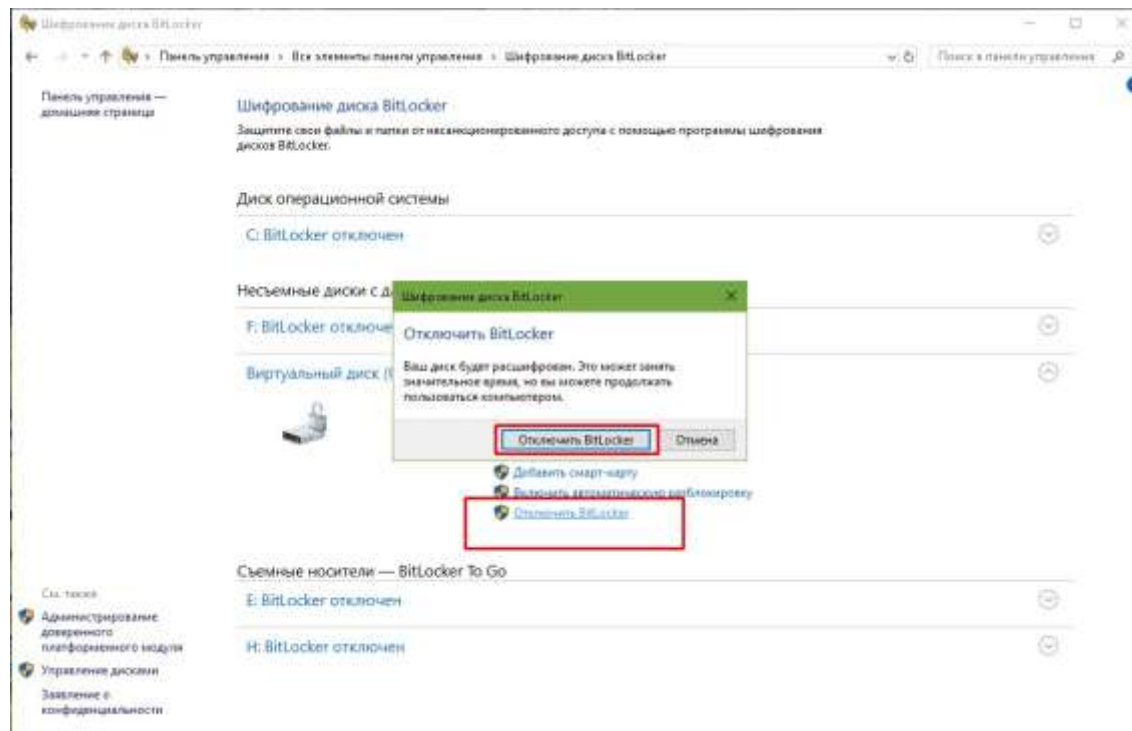 Шифрование диска BitLocker
Панель управления › Все элементы панели управления › Шифрование диска BitLocker
Поиск в панели управления
Панель управления —
домашняя страница
Шифрование диска BitLocker
Защитите свои файлы и папки от несанкционированного доступа с помощью программы шифрования
дисков BitLocker.
Диск операционной системы
C: BitLocker отключен
Несъемные диски с д
F: BitLocker отключе
Виртуальный диск (
Шифрование диска BitLocker
Отключить BitLocker
Ваш диск будет расшифрован. Это может занять
значительное время, но вы можете продолжать
пользоваться компьютером.
Отключить BitLocker
Отмена
Добавить смарт-карту
Включить автоматическую разблокировку
Отключить BitLocker
Съемные носители — BitLocker To Go
E: BitLocker отключен
H: BitLocker отключен
См. также
Администрирование
доверенного
платформенного модуля
Управление дисками
Заявление о
конфиденциальности